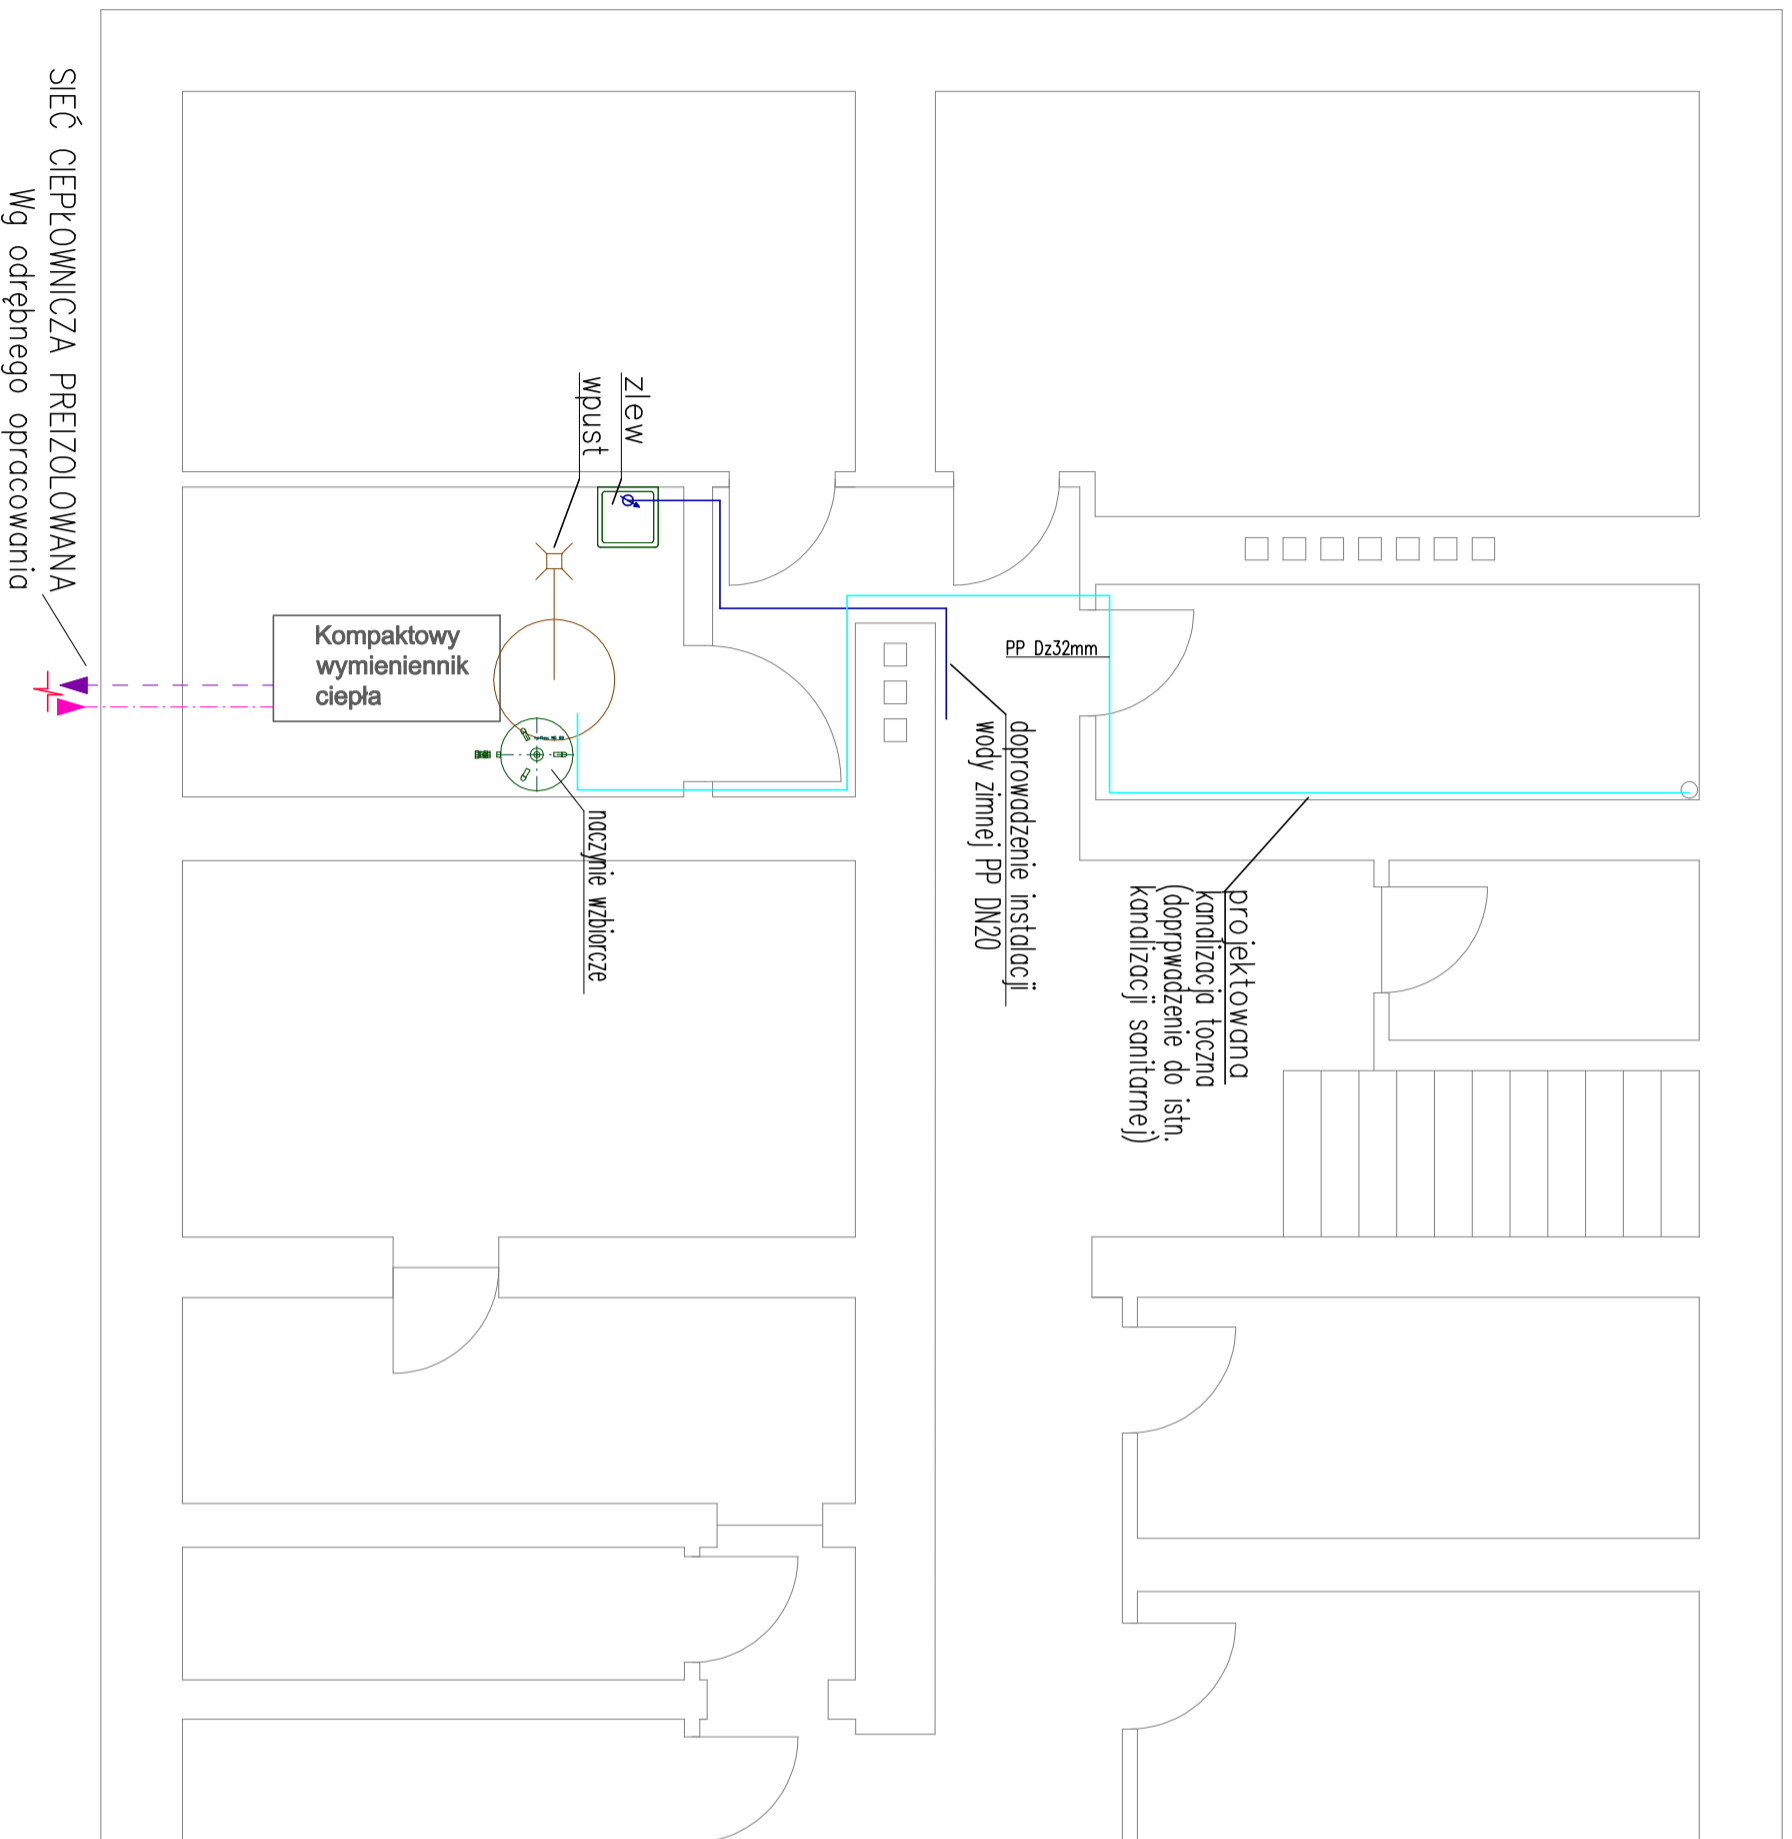 SIEĆ CIEPŁOWNICZA PREIZOLOWANA
Wg odrębnego opracowania
zlew
wpust
Kompaktowy
wymieniennik
ciepła
naczynie wzbiorcze
PP Dz32mm
doprowadzenie instalacji
wody zimnej PP DN20
projektowana
kanalizacja toczna
(doprpwadzenie do istn.
kanalizacji sanitarnej)